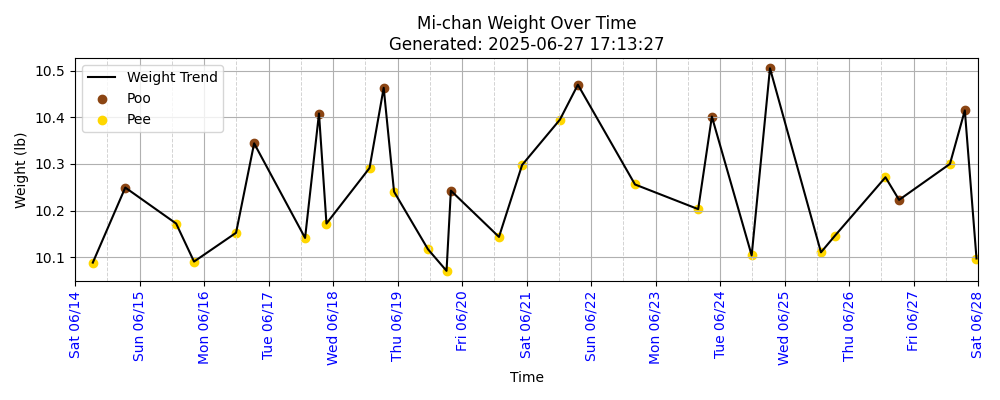 Mi-chan Weight Over Time
Generated: 2025-06-27 17:13:27
Weight Trend
Poo
Pee
Weight (lb)
10.5
10.4
10.3
10.2
10.1
Sat 06/14
Sun 06/15
Mon 06/16
Tue 06/17
Wed 06/18
Thu 06/19
Fri 06/20
Sat 06/21
Sun 06/22
Mon 06/23
Tue 06/24
Wed 06/25
Thu 06/26
Fri 06/27
Sat 06/28
Time